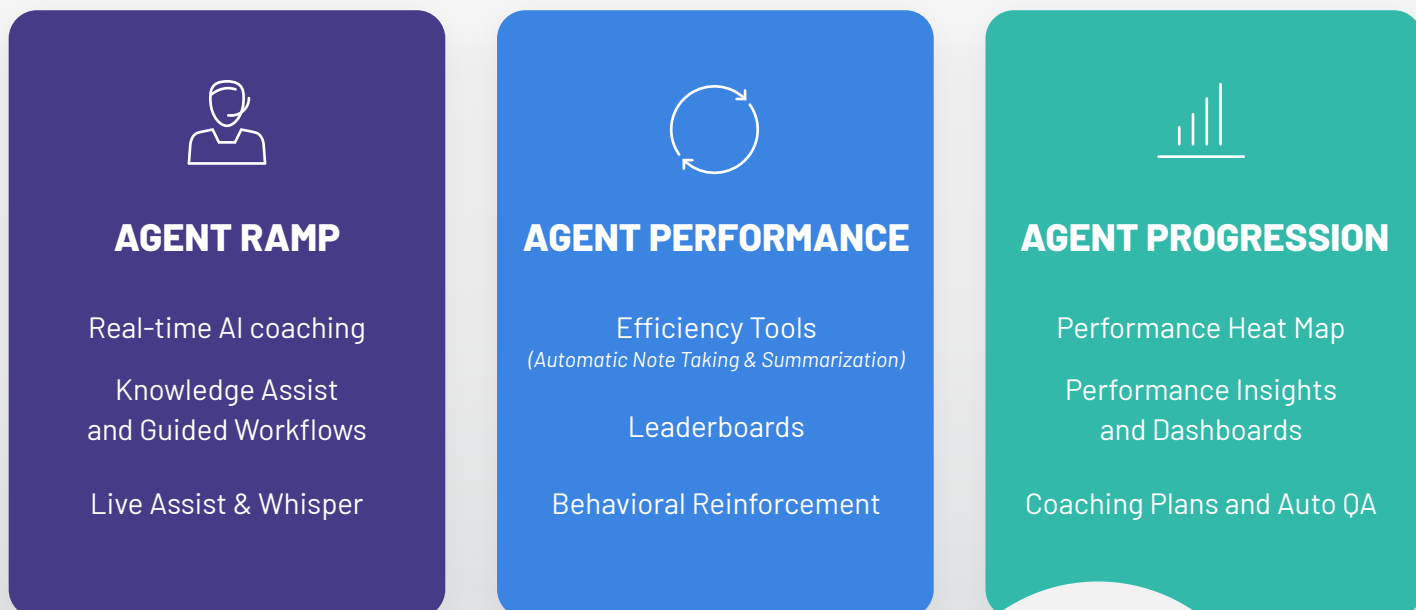 AGENT RAMP
Real-time AI coaching
Knowledge Assist
and Guided Workflows
Live Assist & Whisper
AGENT PERFORMANCE
Efficiency Tools
(Automatic Note Taking & Summarization)
Leaderboards
Behavioral Reinforcement
AGENT PROGRESSION
Performance Heat Map
Performance Insights
and Dashboards
Coaching Plans and Auto QA